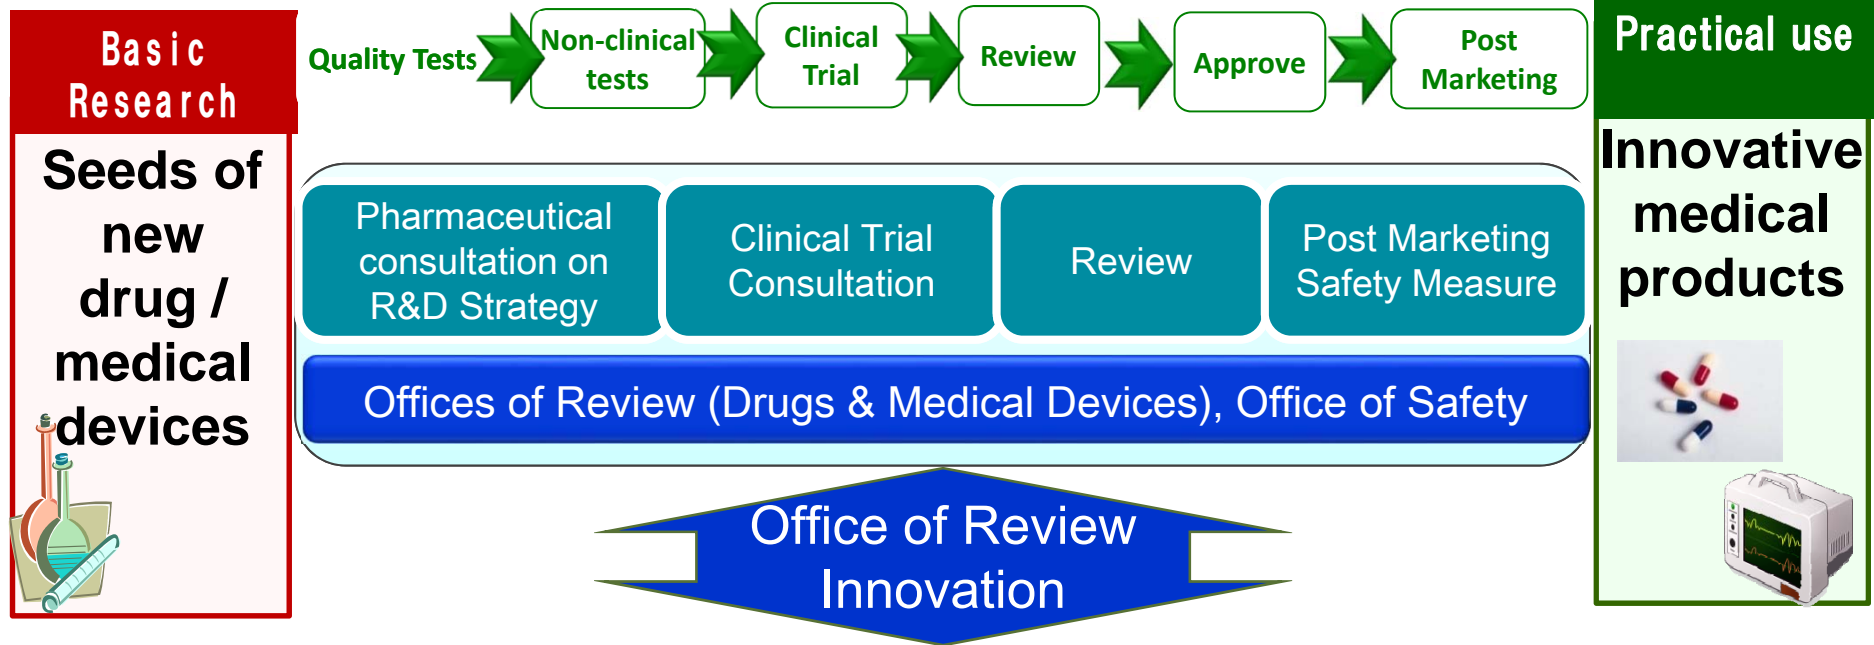 Basic
Research
Seeds of
new
drug /
medical
devices
Quality Tests
Non-clinical
tests
Clinical
Trial
Review
Approve
Post
Marketing
Pharmaceutical
consultation on
R&D Strategy
Clinical Trial
Consultation
Review
Post Marketing
Safety Measure
Offices of Review (Drugs & Medical Devices), Office of Safety
Office of Review
Innovation
Practical use
Innovative
medical
products